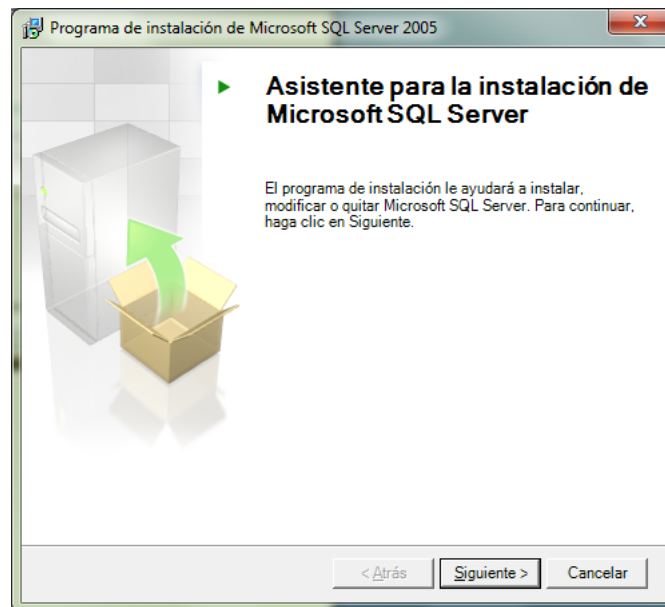 Programa de instalación de Microsoft SQL Server 2005
Asistente para la instalación de
Microsoft SQL Server
El programa de instalación le ayudará a instalar,
modificar o quitar Microsoft SQL Server. Para continuar,
haga clic en Siguiente.
< Atrás
Siguiente >
Cancelar